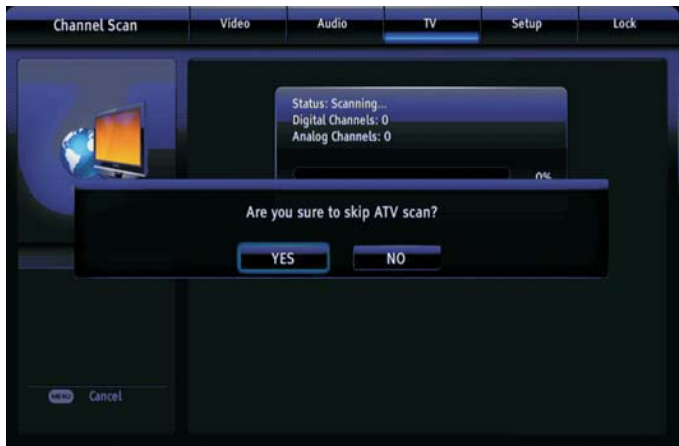 Channel Scan
Video Audio TV Setup Lock
Status: Scanning...
Digital Channels: 0
Analog Channels: 0
0%
Are you sure to skip ATV scan?
YES NO
MENU Cancel